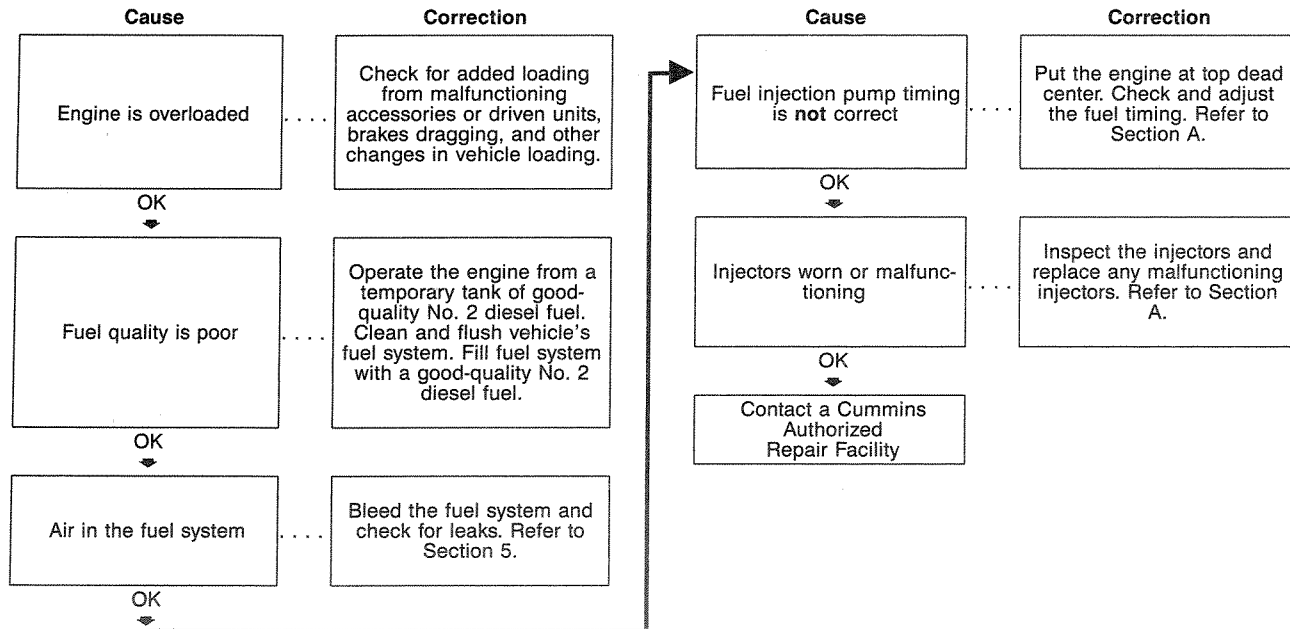 Cause
Correction
Engine is overloaded
. . . .
Check for added loading
from malfunctioning
accessories or driven units,
brakes dragging, and other
changes in vehicle loading.
OK
Fuel quality is poor
. . . .
Operate the engine from a
temporary tank of good-
quality No. 2 diesel fuel.
Clean and flush vehicle's
fuel system. Fill fuel system
with a good-quality No. 2
diesel fuel.
OK
Air in the fuel system
. . . .
Bleed the fuel system and
check for leaks. Refer to
Section 5.
OK
Cause
Correction
Fuel injection pump timing
is not correct
. . . .
Put the engine at top dead
center. Check and adjust
the fuel timing. Refer to
Section A.
OK
Injectors worn or malfunc-
tioning
. . . .
Inspect the injectors and
replace any malfunctioning
injectors. Refer to Section
A.
OK
Contact a Cummins
Authorized
Repair Facility